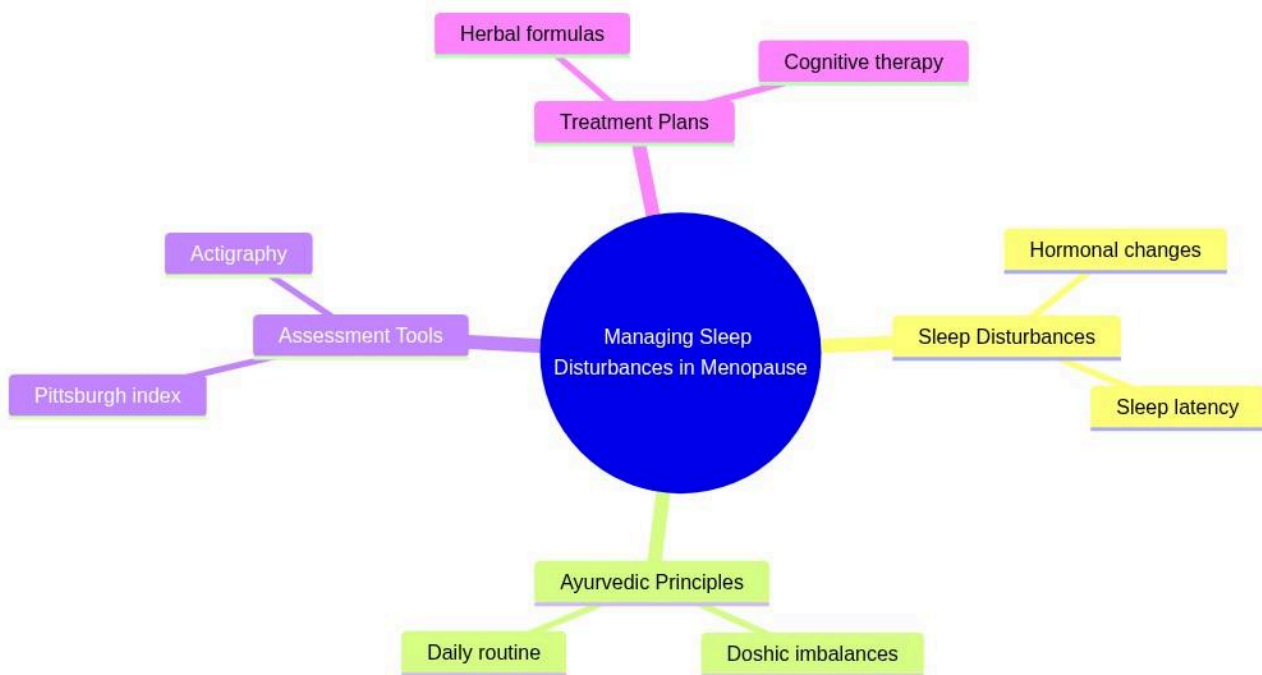 Herbal formulas
Cognitive therapy
Treatment Plans
Actigraphy
Hormonal changes
Assessment Tools
Managing Sleep
Disturbances in Menopause
Sleep Disturbances
Pittsburgh index
Sleep latency
Ayurvedic Principles
Daily routine
Doshic imbalances